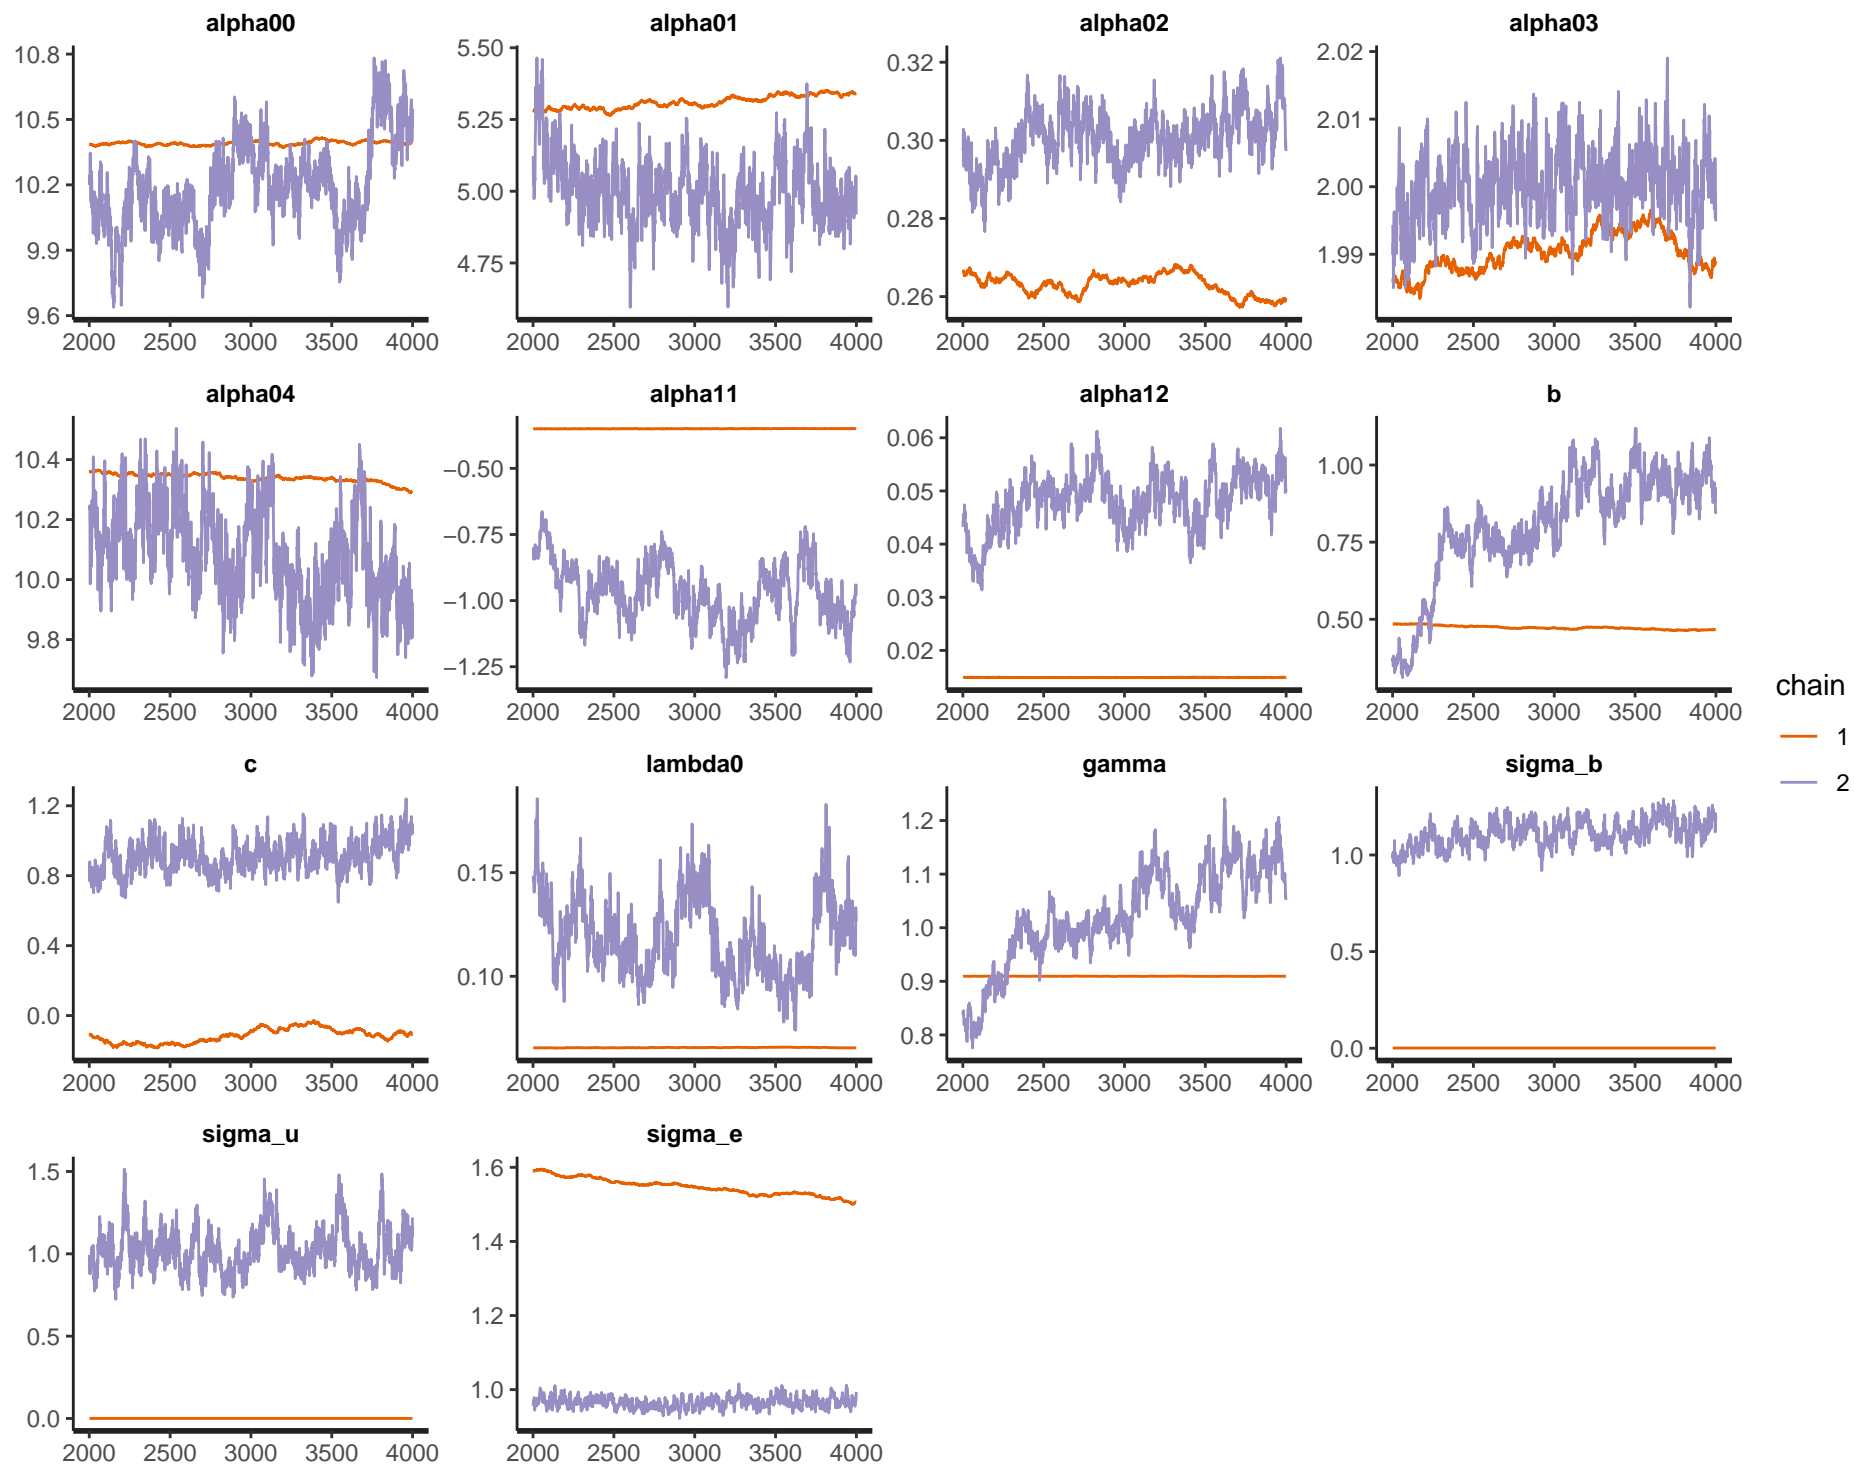 alpha00 alpha01 alpha02 alpha03
10.8 10.5 10.2 9.9 9.6
5.50 5.25 5.00 4.75
0.32 0.30 0.28 0.26
2.02 2.01 2.00 1.99
2000 2500 3000 3500 4000 2000 2500 3000 3500 4000 2000 2500 3000 3500 4000 2000 2500 3000 3500 4000
alpha04 alpha11 alpha12 b
10.4 10.2 10.0 9.8
−0.50 −0.75 −1.00 −1.25
0.06 0.05 0.04 0.03 0.02
1.00 0.75 0.50
2000 2500 3000 3500 4000 2000 2500 3000 3500 4000 2000 2500 3000 3500 4000 2000 2500 3000 3500 4000
chain
1
2
c lambda0 gamma sigma_b
1.2 0.8 0.4 0.0
0.15 0.10
1.2 1.1 1.0 0.9 0.8
1.0 0.5 0.0
2000 2500 3000 3500 4000 2000 2500 3000 3500 4000 2000 2500 3000 3500 4000 2000 2500 3000 3500 4000
sigma_u sigma_e
1.5 1.0 0.5 0.0
1.6 1.4 1.2 1.0
2000 2500 3000 3500 4000 2000 2500 3000 3500 4000